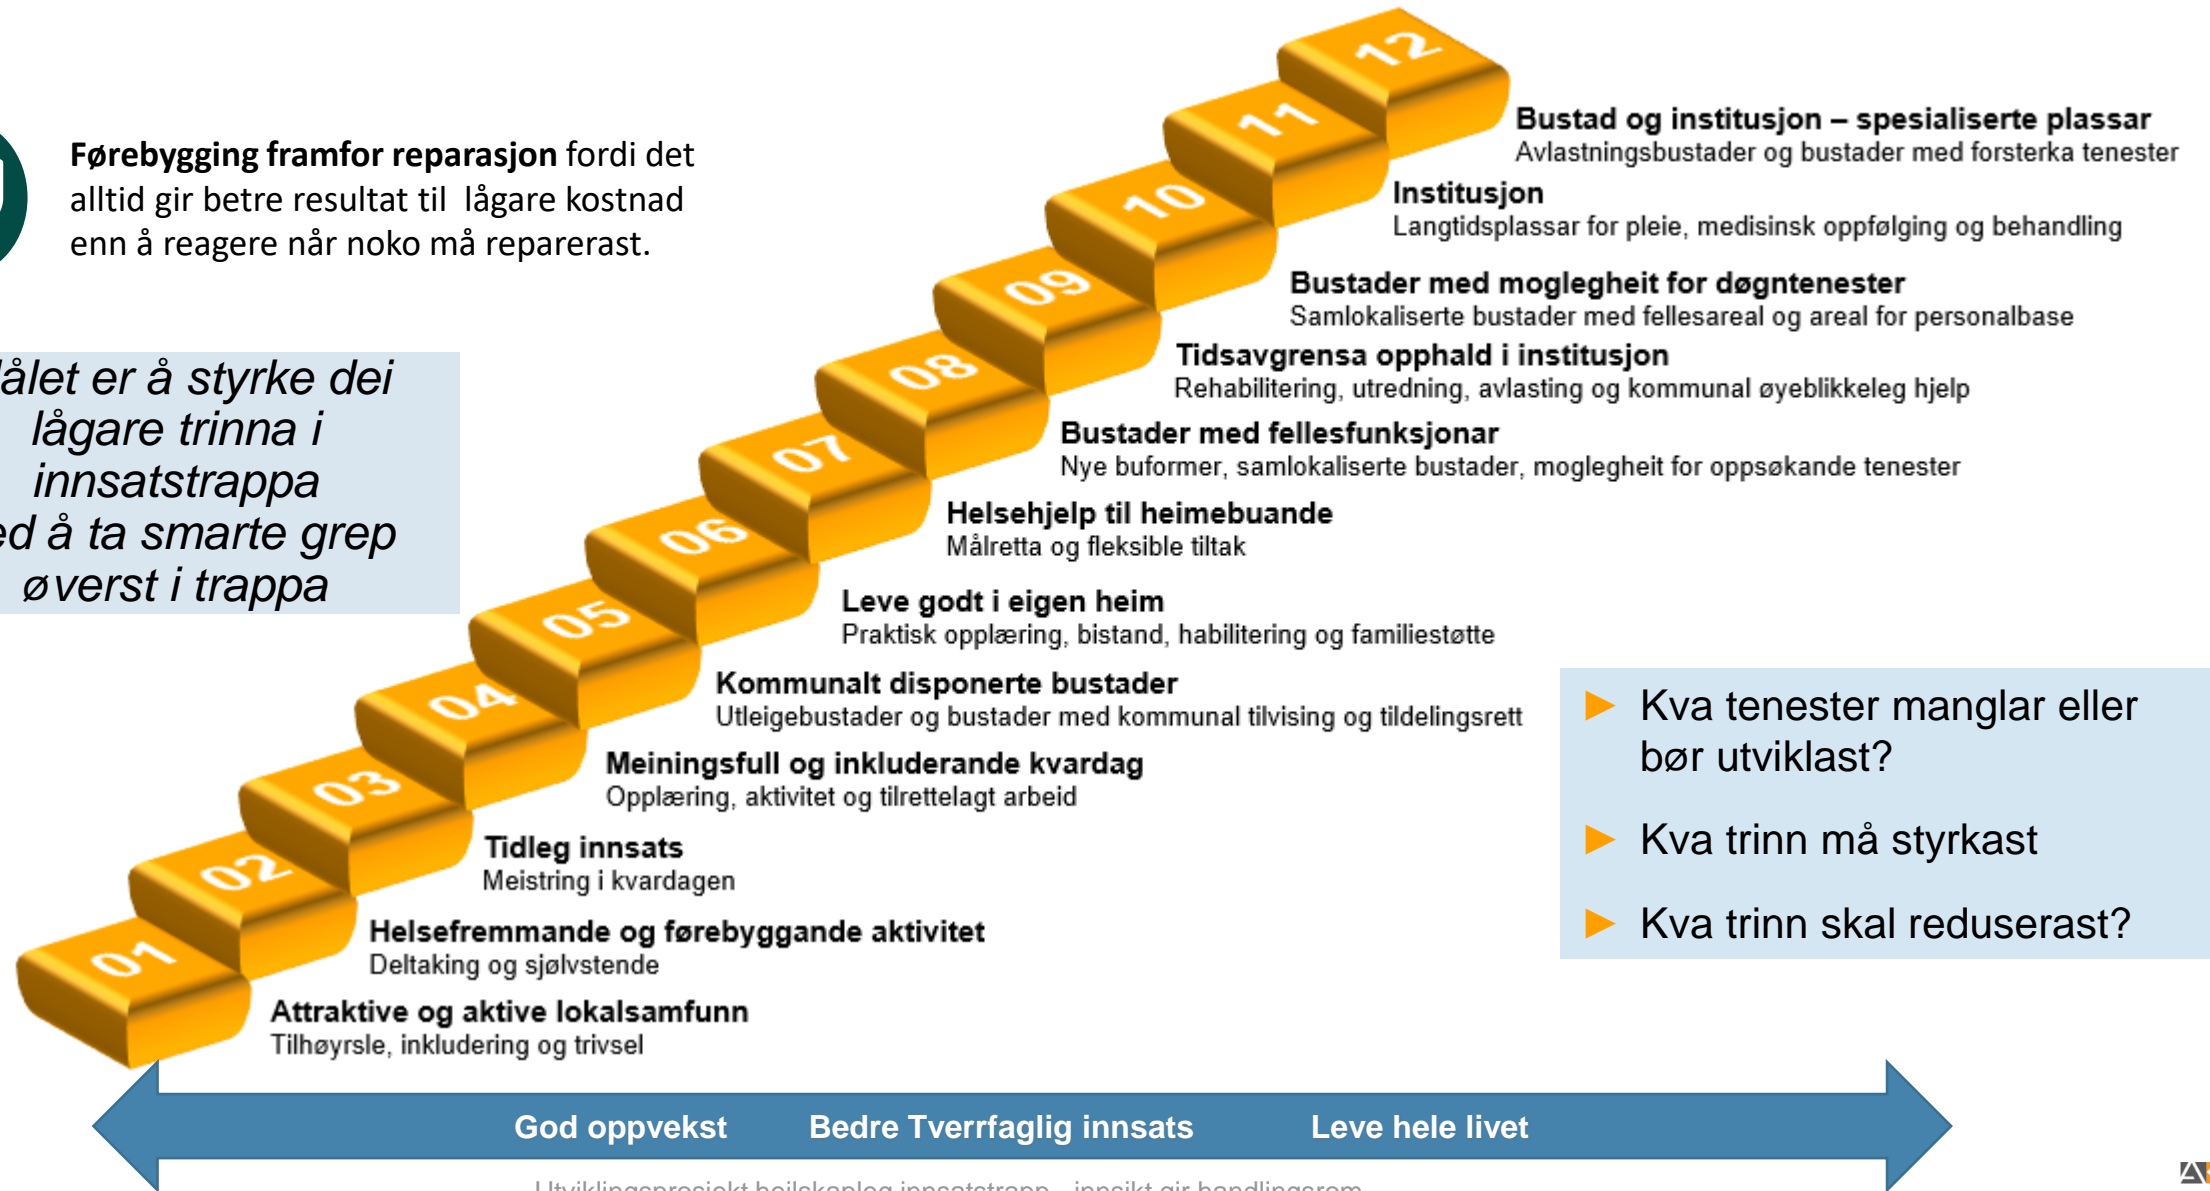 Førebygging framfor reparasjon fordi det
alltid gir betre resultat til lågare kostnad
enn å reagere når noko må reparerast.
ålet er å styrke dei
lågare trinna i
innsatstrappa
ed å ta smarte grep
øverst i trappa
12
Bustad og institusjon – spesialiserte plassar
Avlastningsbustader og bustader med forsterka tenester
11
Institusjon
Langtidsplassar for pleie, medisinsk oppfølging og behandling
10
Bustader med moglegheit for døgntenester
Samlokaliserte bustader med fellesareal og areal for personalbase
09
Tidsavgrensa opphald i institusjon
Rehabilitering, utredning, avlasting og kommunal øyeblikkeleg hjelp
08
Bustader med fellesfunksjonar
Nye buformer, samlokaliserte bustader, moglegheit for oppsøkande tenester
07
Helsehjelp til heimebuande
Målretta og fleksible tiltak
06
Leve godt i eigen heim
Praktisk opplæring, bistand, habilitering og familiestøtte
05
Kommunalt disponerte bustader
Utleigebustader og bustader med kommunal tilvising og tildelingsrett
04
Meiningsfull og inkluderande kvardag
Opplæring, aktivitet og tilrettelagt arbeid
03
Tidleg innsats
Meistring i kvardagen
02
Helsefremmande og førebyggande aktivitet
Deltaking og sjølvstende
01
Attraktive og aktive lokalsamfunn
Tilhøyrsle, inkludering og trivsel
Kva tenester manglar eller
bør utviklast?
Kva trinn må styrkast
Kva trinn skal reduserast?
God oppvekst Bedre Tverrfaglig innsats Leve hele livet
Utviklingsprosjekt heilskapleg innsatstrapp - innsikt gir handlingsrom